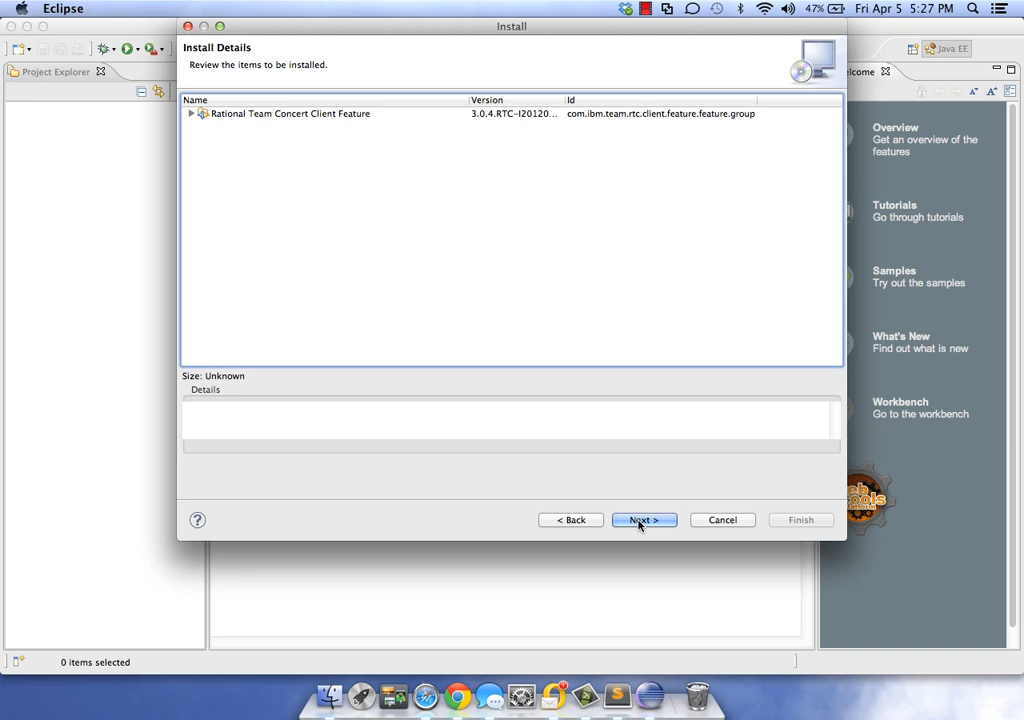 Eclipse
47%
Fri Apr 5 5:27 PM
Install
Java EE
Project Explorer
Install Details
Review the items to be installed.
Name Version Id
Rational Team Concert Client Feature 3.0.4.RTC-I20120... com.ibm.team.rtc.client.feature.feature.group
Size: Unknown
Details
?
< Back
Next >
Cancel
Finish
elcome
Overview
Get an overview of the
features
Tutorials
Go through tutorials
Samples
Try out the samples
What's New
Find out what is new
Workbench
Go to the workbench
eb
tools
platform
0 items selected